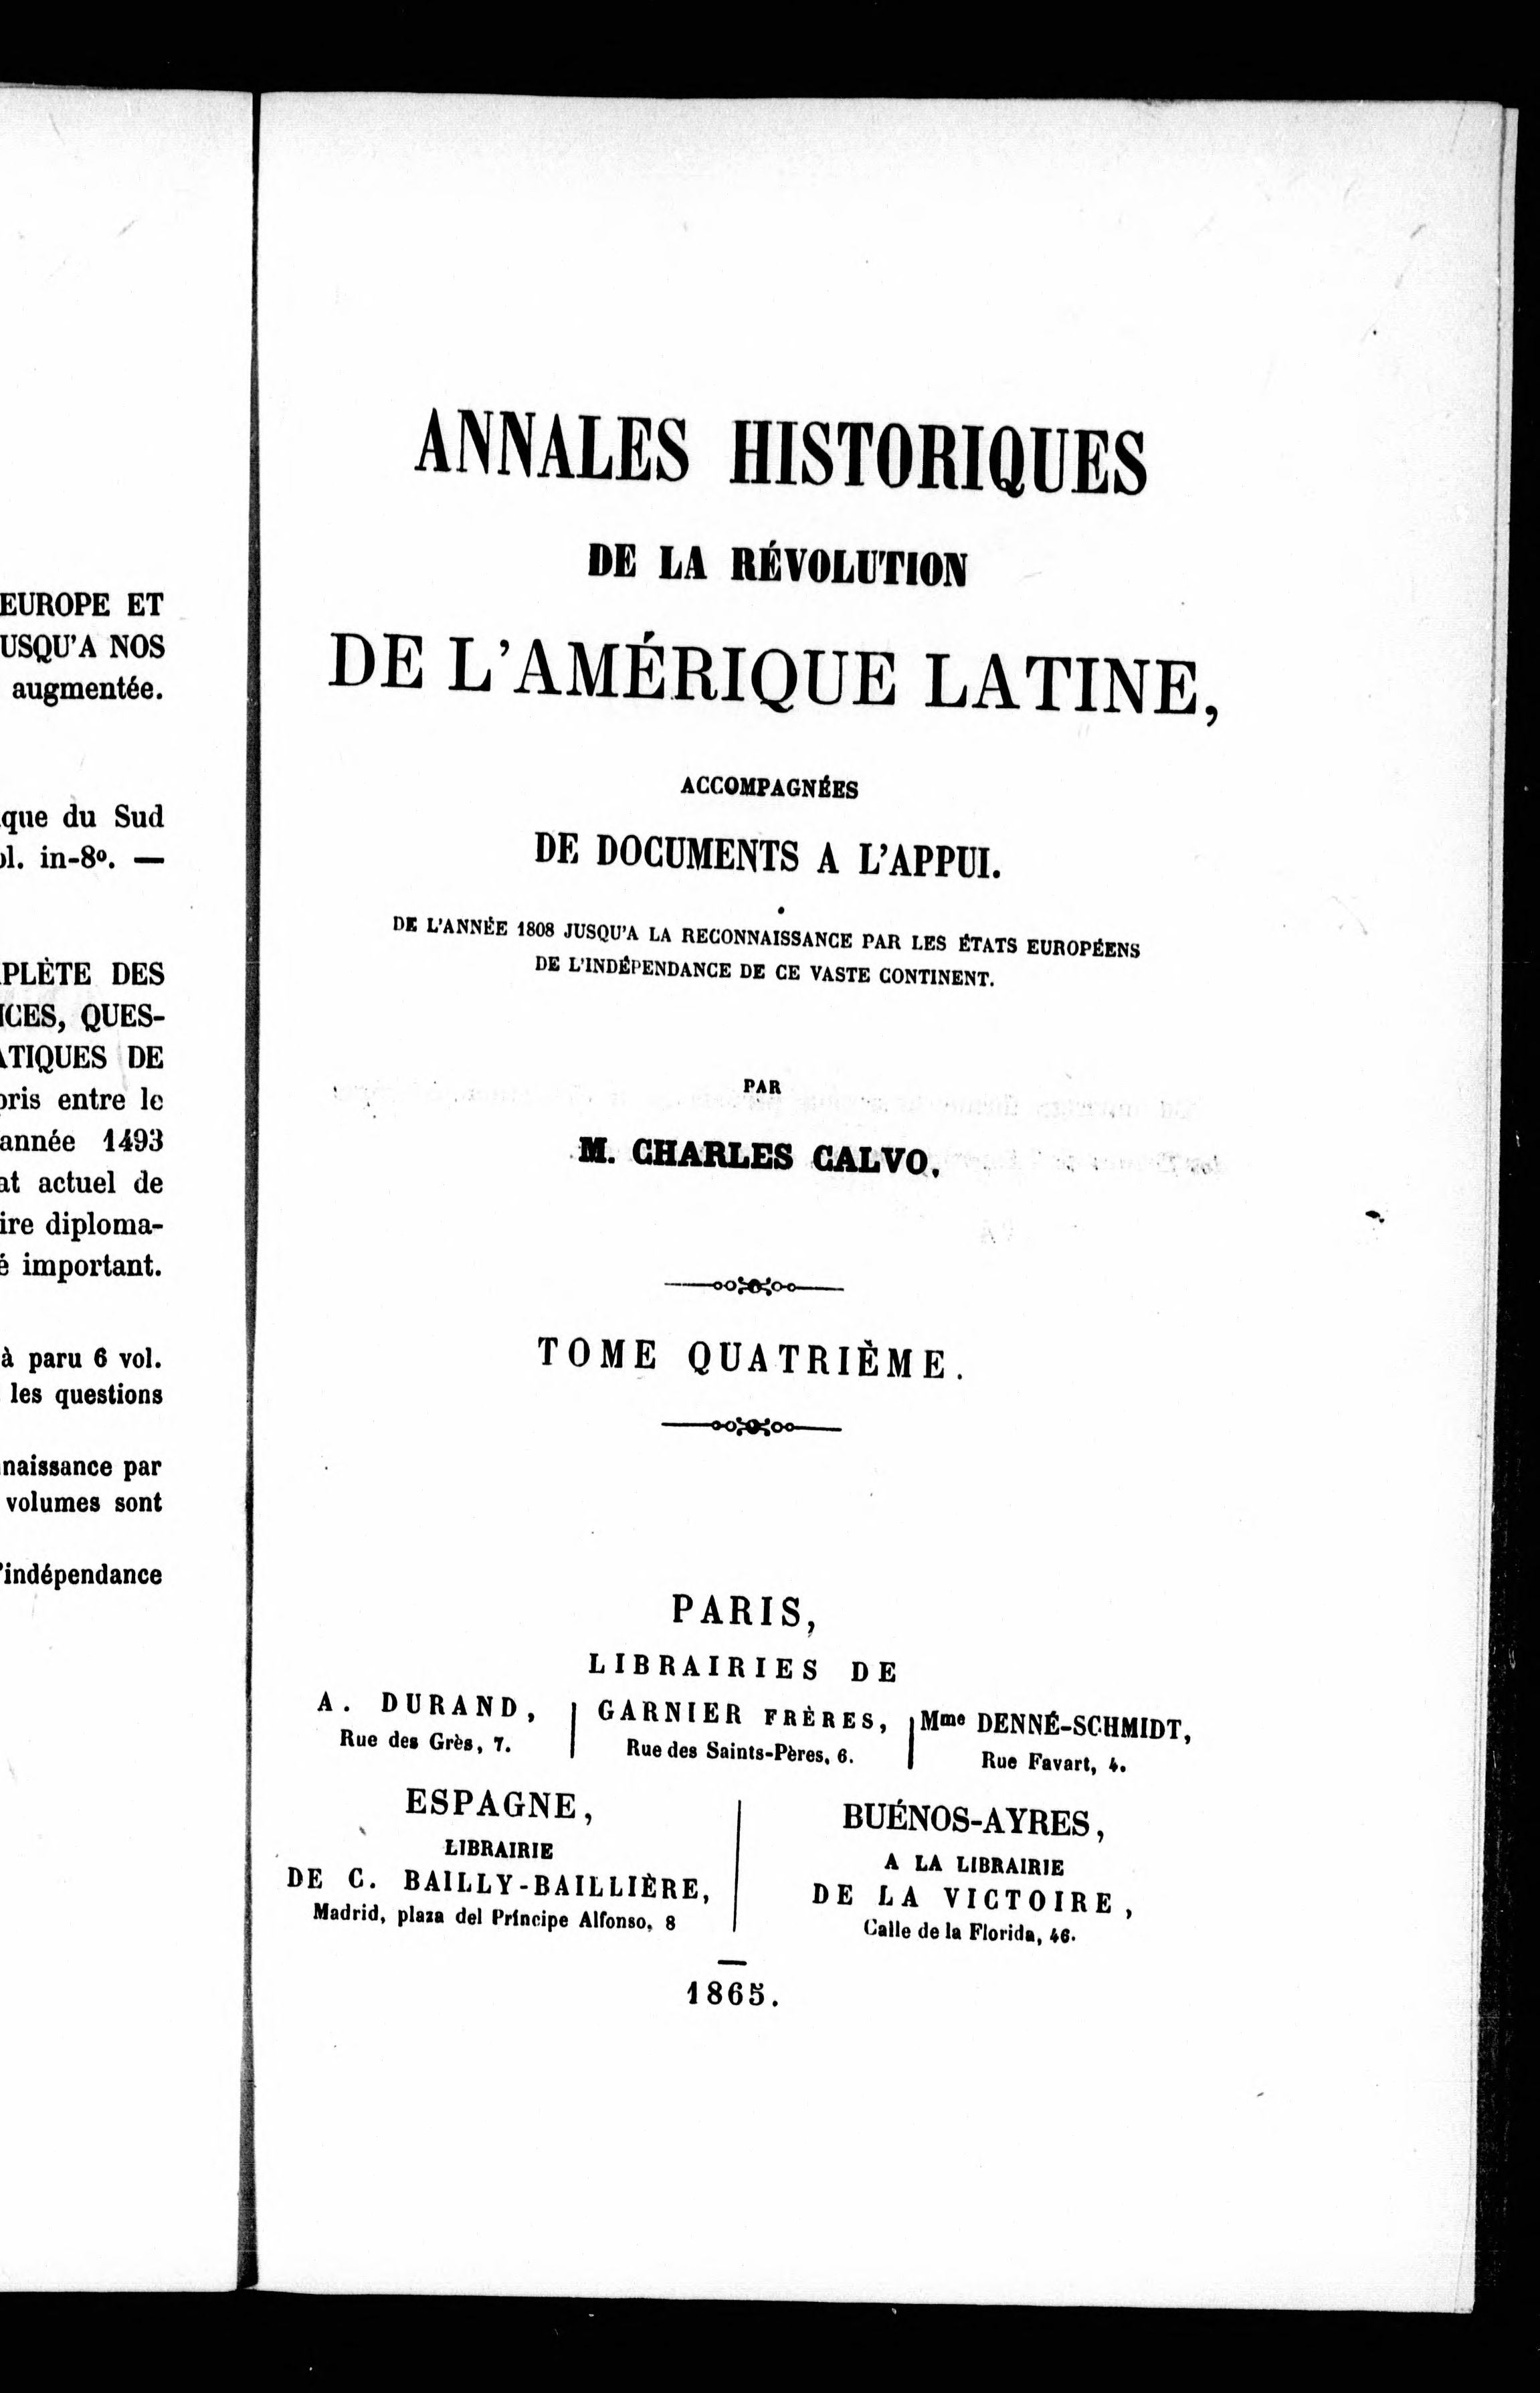 EUROPE ET
USQU'A NOS
augmentée.
que du Sud
in-8º. —
PLÈTE DES
CES, QUES-
TIQUES DE
pris entre le
année 1493
at actuel de
ire diploma-
é important.
à paru 6 vol.
les questions
naissance par
volumes sont
'indépendance
ANNALES HISTORIQUES
DE LA RÉVOLUTION
DE L'AMÉRIQUE LATINE,
ACCOMPAGNÉES
DE DOCUMENTS A L'APPUI.
DE L'ANNÉE 1808 JUSQU'A LA RECONNAISSANCE PAR LES ÉTATS EUROPÉENS
DE L'INDÉPENDANCE DE CE VASTE CONTINENT.
PAR
M. CHARLES CALVO.
TOME QUATRIÈME.
PARIS,
LIBRAIRIES DE
A. DURAND,
Rue des Grès, 7.
GARNIER FRÈRES,
Rue des Saints-Pères, 6.
Mme DENNÉ-SCHMIDT,
Rue Favart, 4.
ESPAGNE,
LIBRAIRIE
DE C. BAILLY-BAILLIÈRE,
Madrid, plaza del Príncipe Alfonso, 8
BUÉNOS-AYRES,
A LA LIBRAIRIE
DE LA VICTOIRE,
Calle de la Florida, 46.
1865.